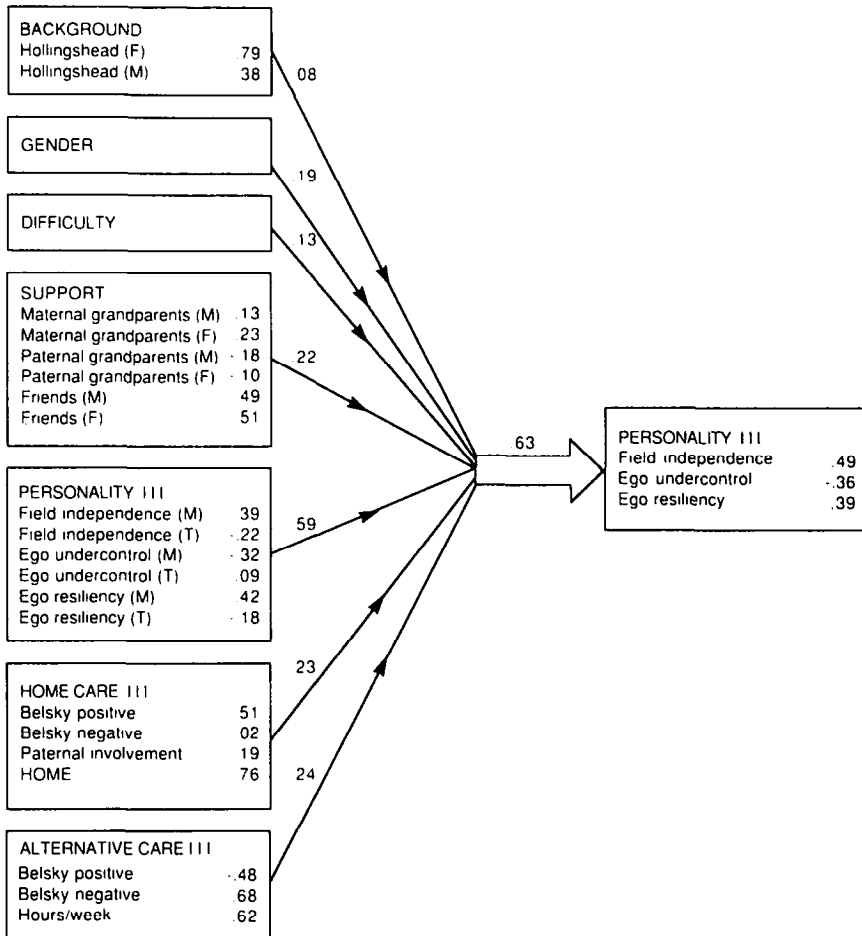 BACKGROUND
Hollingshead (F) .79
Hollingshead (M) 38
08
GENDER
19
DIFFICULTY
.13
SUPPORT
Maternal grandparents (M) .13
Maternal grandparents (F) .23
Paternal grandparents (M) - 18
Paternal grandparents (F) - 10
Friends (M) 49
Friends (F) 51
.22
PERSONALITY III
Field independence (M) 39
Field independence (T) -.22
Ego undercontrol (M) - 32
Ego undercontrol (T) .09
Ego resiliency (M) .42
Ego resiliency (T) - 18
.59
HOME CARE III
Belsky positive 51
Belsky negative 02
Paternal involvement 19
HOME 76
23
ALTERNATIVE CARE III
Belsky positive -.48
Belsky negative .68
Hours/week .62
24
.63
PERSONALITY III
Field independence .49
Ego undercontrol -.36
Ego resiliency .39